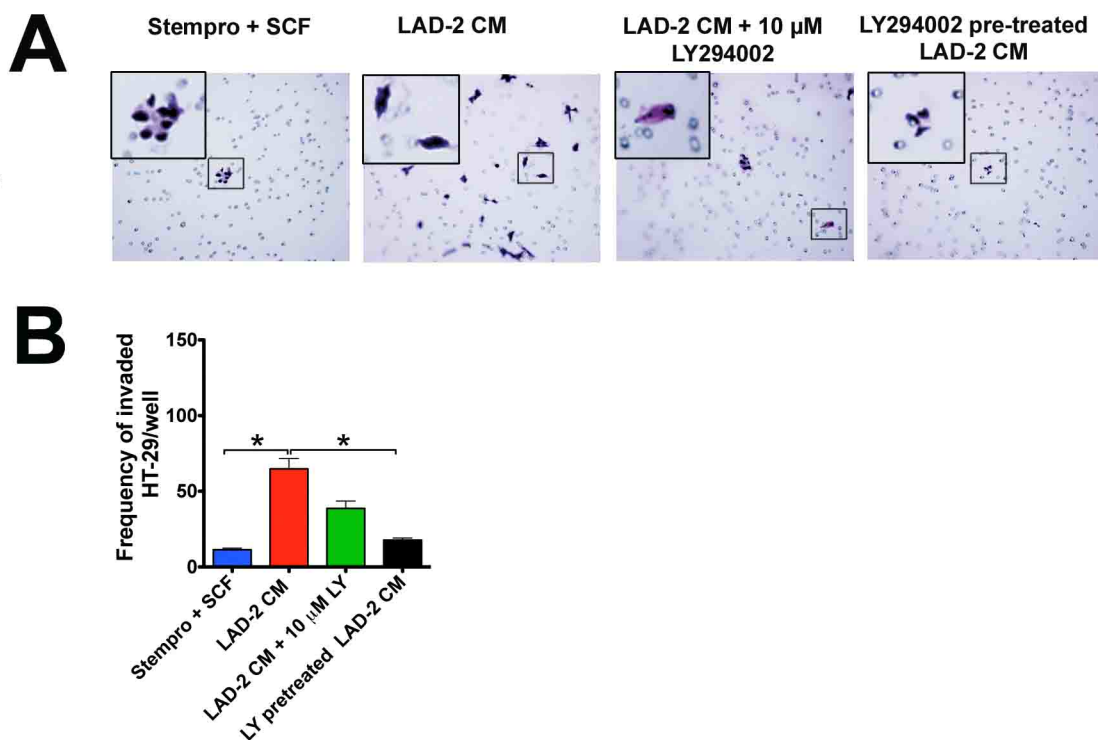 A
Stempro + SCF
LAD-2 CM
LAD-2 CM + 10 µM
LY294002
LY294002 pre-treated
LAD-2 CM
B
Frequency of invaded
HT-29/well
150
100
50
0
*
*
Stempro + SCF
LAD-2 CM
LAD-2 CM + 10 µM LY
LY pretreated LAD-2 CM